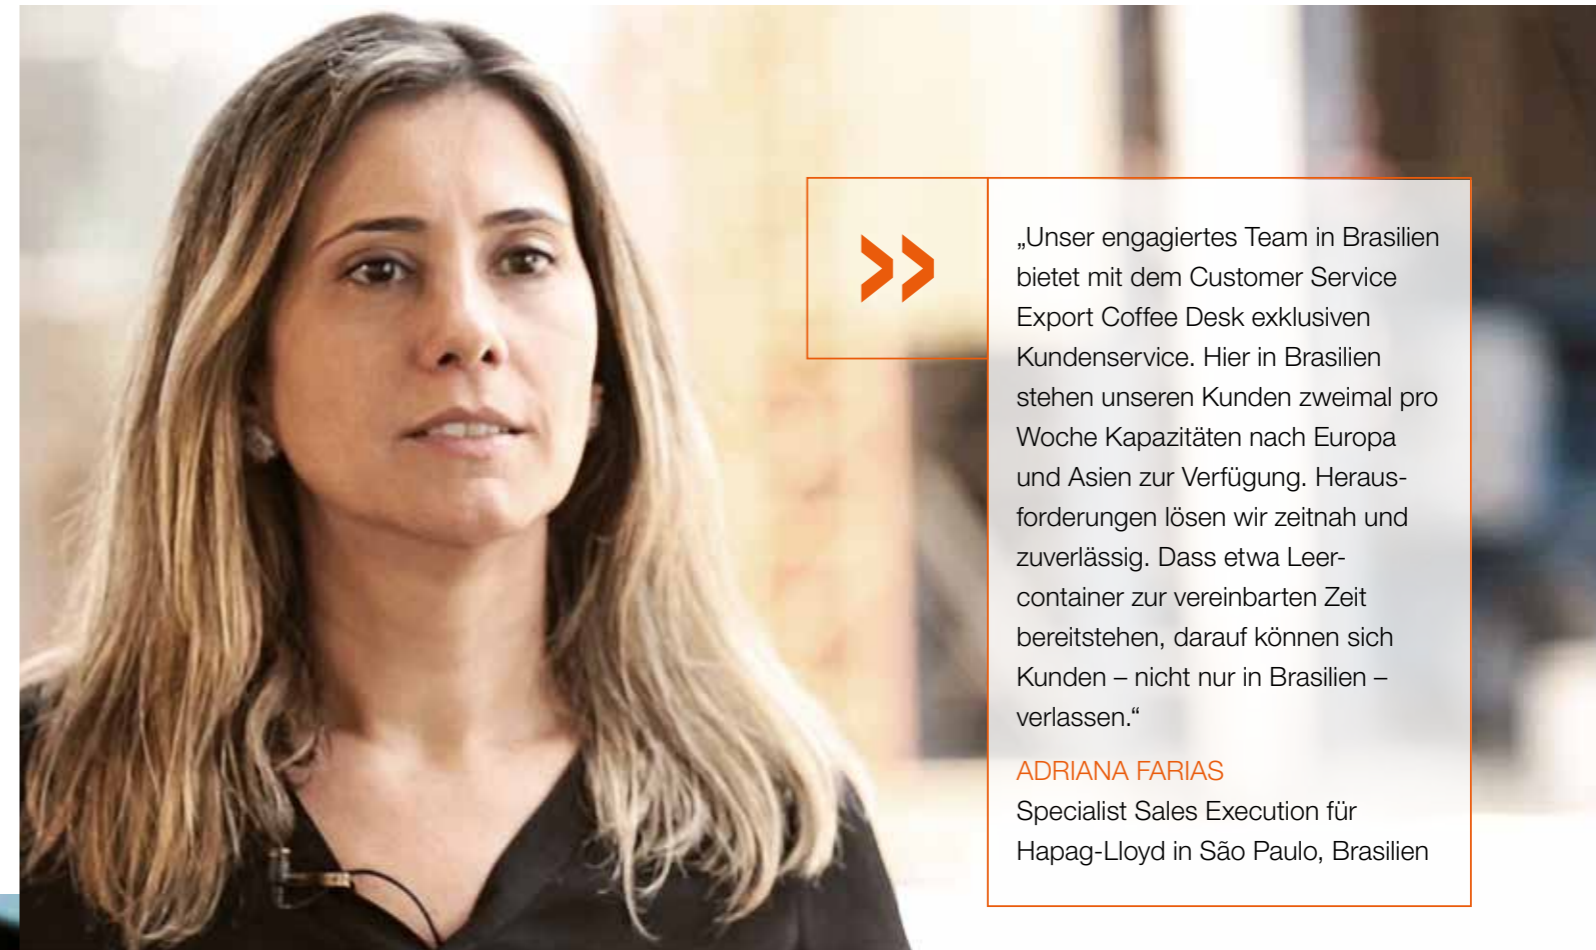 »
„Unser engagiertes Team in Brasilien
bietet mit dem Customer Service
Export Coffee Desk exklusiven
Kundenservice. Hier in Brasilien
stehen unseren Kunden zweimal pro
Woche Kapazitäten nach Europa
und Asien zur Verfügung. Heraus-
forderungen lösen wir zeitnah und
zuverlässig. Dass etwa Leer-
container zur vereinbarten Zeit
bereitstehen, darauf können sich
Kunden – nicht nur in Brasilien –
verlassen.“
ADRIANA FARIAS
Specialist Sales Execution für
Hapag-Lloyd in São Paulo, Brasilien